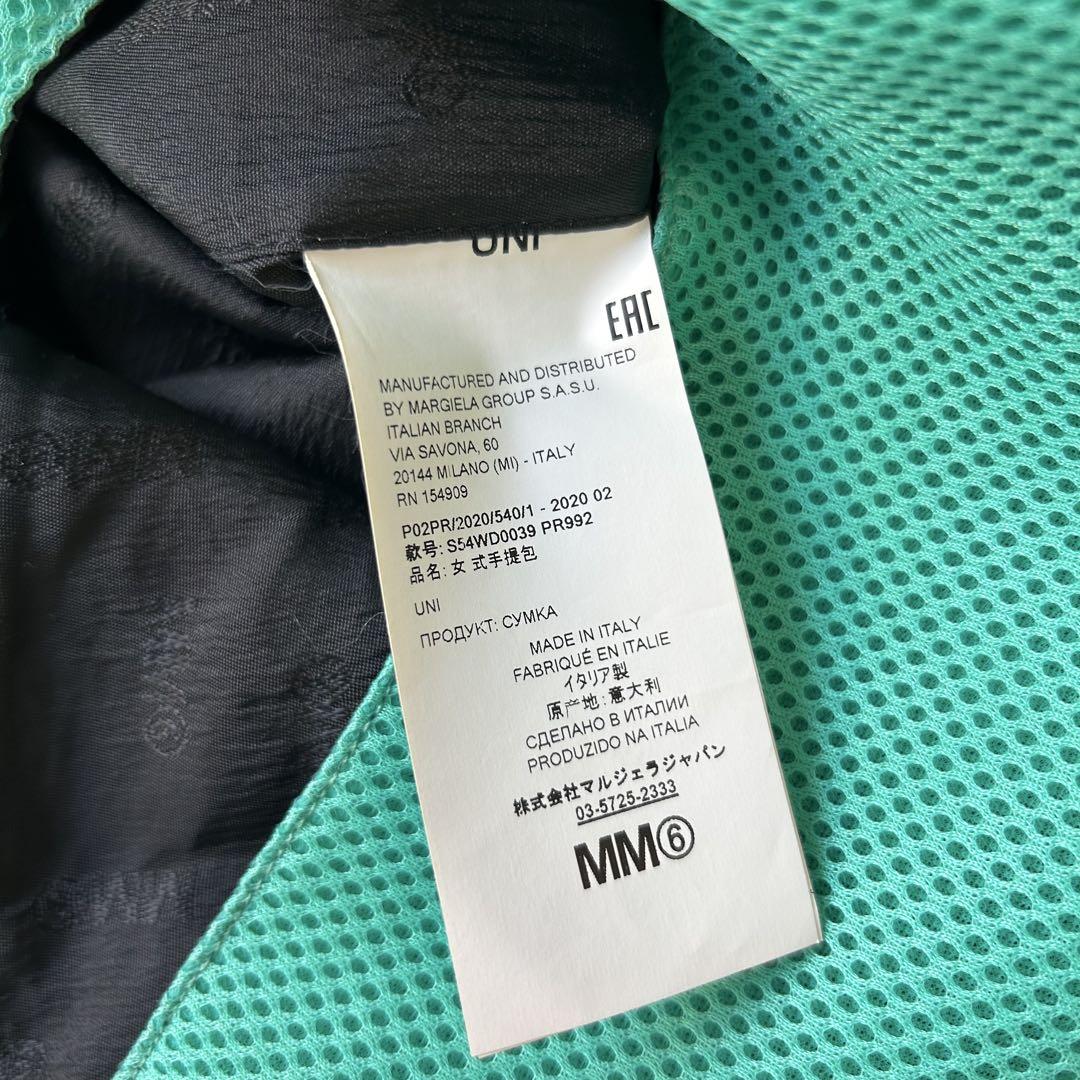 UNI
EAC
MANUFACTURED AND DISTRIBUTED
BY MARGIELA GROUP S.A.S.U.
ITALIAN BRANCH
VIA SAVONA, 60
20144 MILANO (MI) - ITALY
RN 154909
P02PR/2020/540/1 - 2020 02
款号: S54WD0039 PR992
品名: 女 式手提包
UNI
ПРОДУКТ: СУМКА
MADE IN ITALY
FABRIQUÉ EN ITALIE
イタリア製
原产地: 意大利
СДЕЛАНО В ИТАЛИИ
PRODUZIDO NA ITALIA
株式会社マルジェラジャパン
03-5725-2333
MM⑥